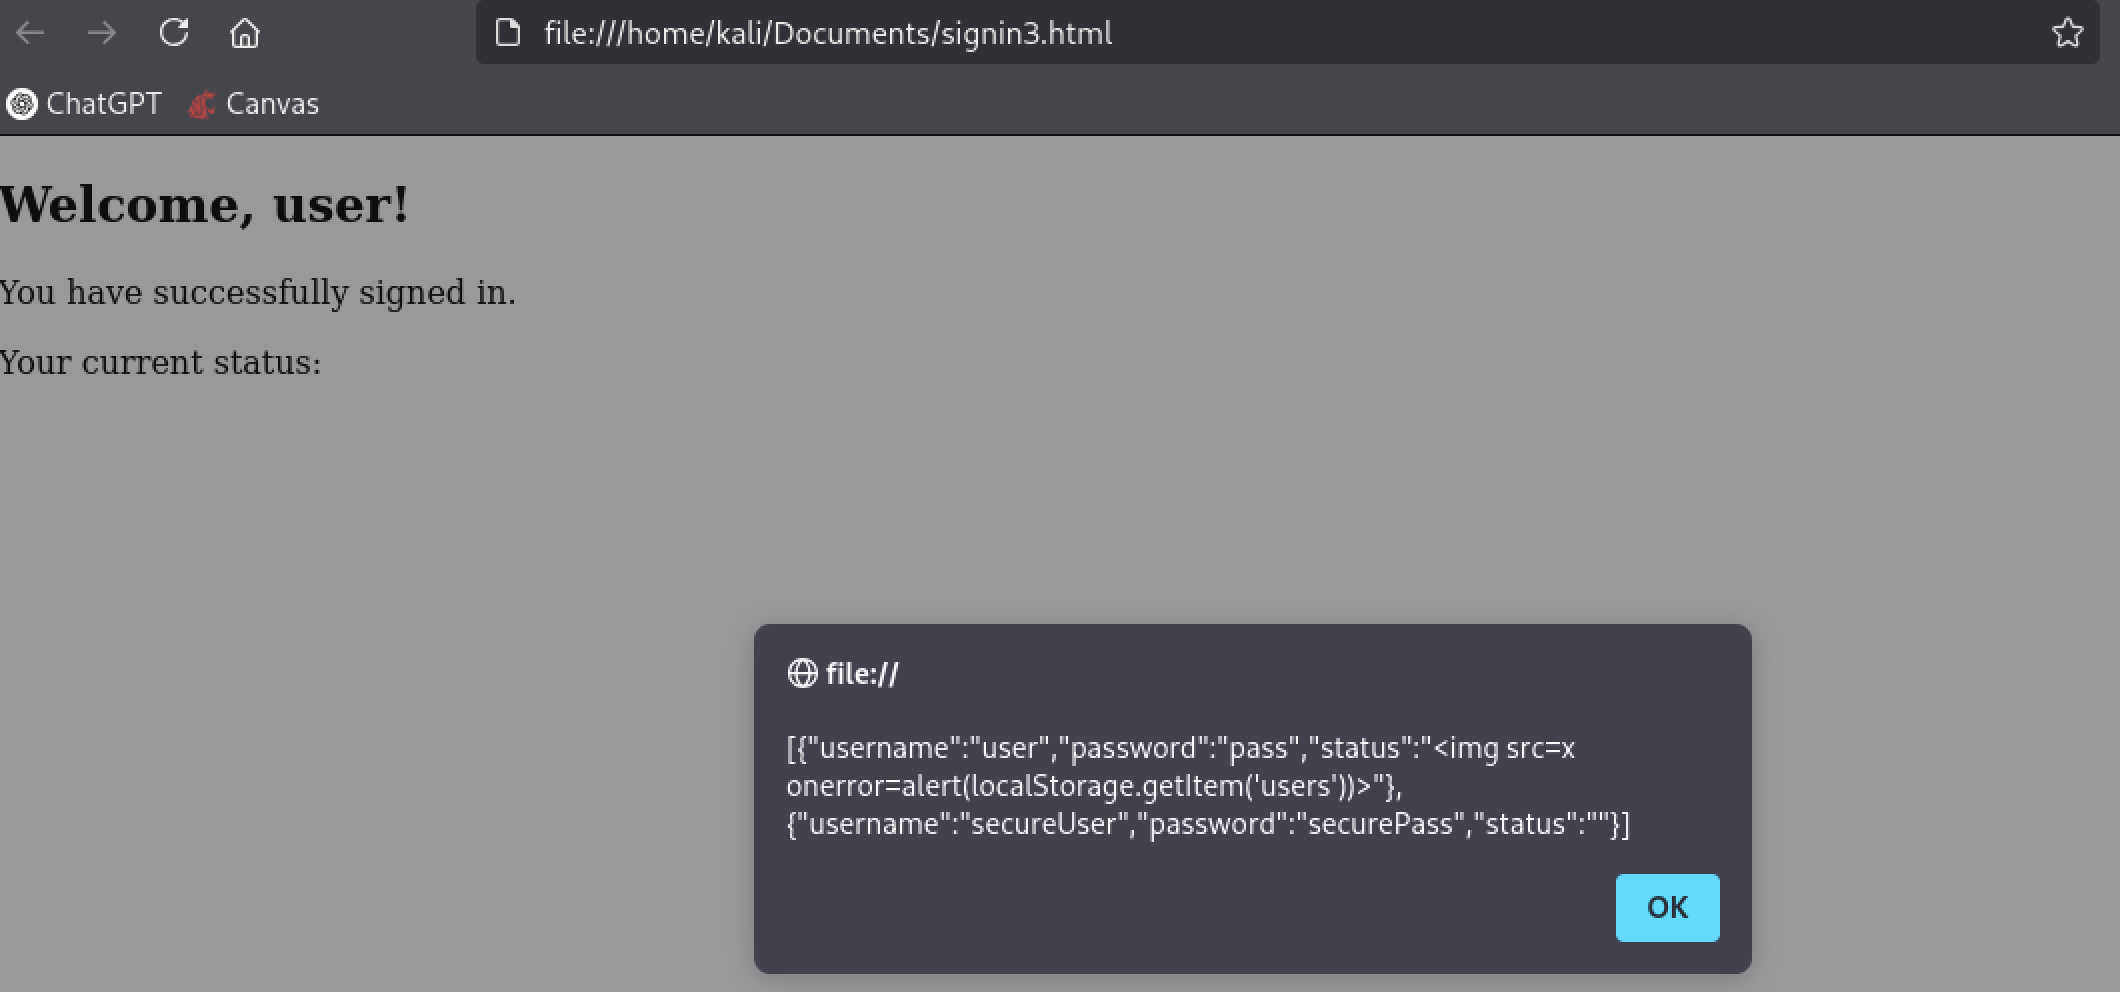 file:///home/kali/Documents/signin3.html
ChatGPT Canvas
Welcome, user!
You have successfully signed in.
Your current status:
file://
[{"username":"user","password":"pass","status":"<img src=x
onerror=alert(localStorage.getItem('users'))>"},
{"username":"secureUser","password":"securePass","status":""}]
OK